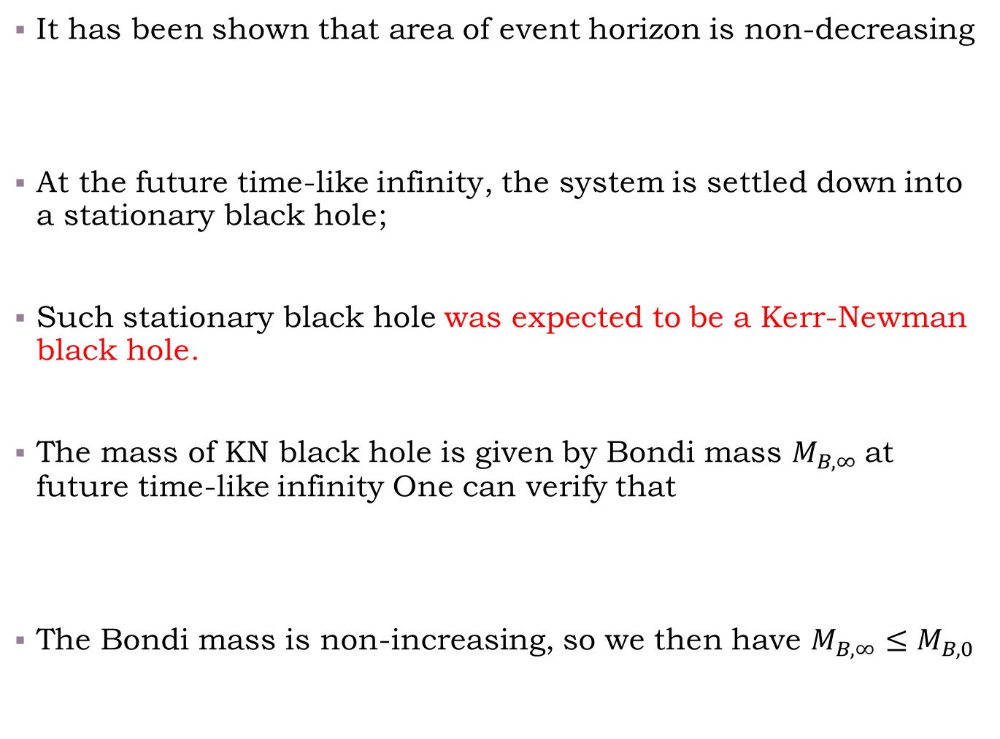 ▪ It has been shown that area of event horizon is non-decreasing
▪ At the future time-like infinity, the system is settled down into
a stationary black hole;
▪ Such stationary black hole was expected to be a Kerr-Newman
black hole.
▪ The mass of KN black hole is given by Bondi mass $M_{B,\infty}$ at
future time-like infinity One can verify that
▪ The Bondi mass is non-increasing, so we then have $M_{B,\infty} \leq M_{B,0}$